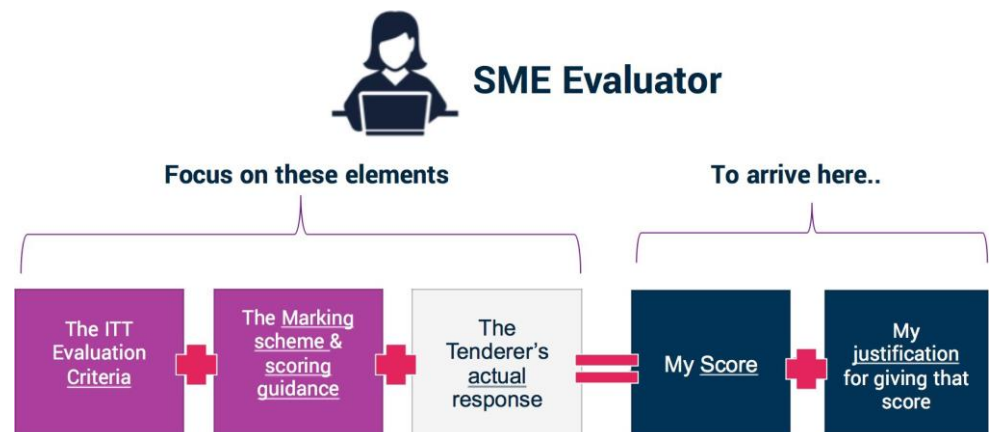 SME Evaluator
Focus on these elements
To arrive here..
The ITT
Evaluation
Criteria
The Marking
scheme &
scoring
guidance
The
Tenderer's
actual
response
My Score
My
justification
for giving that
score